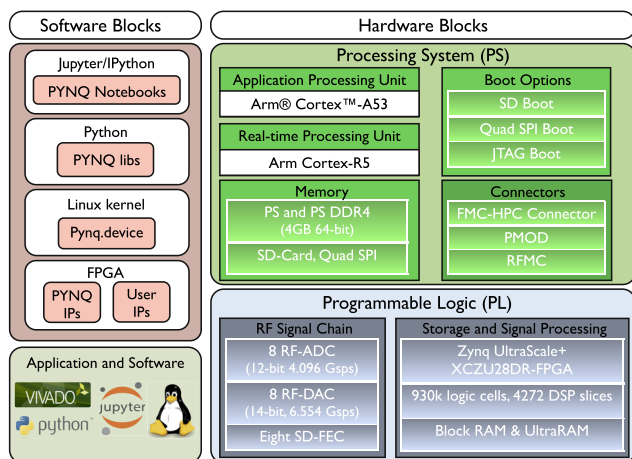 Software Blocks
Jupyter/IPython
PYNQ Notebooks
Python
PYNQ libs
Linux kernel
Pynq.device
FPGA
PYNQ
IPs
User
IPs
Application and Software
VIVADO
python
jupyter
Hardware Blocks
Processing System (PS)
Application Processing Unit
Arm® Cortex™-A53
Real-time Processing Unit
Arm Cortex-R5
Memory
PS and PS DDR4
(4GB 64-bit)
SD-Card, Quad SPI
Boot Options
SD Boot
Quad SPI Boot
JTAG Boot
Connectors
FMC-HPC Connector
PMOD
RFMC
Programmable Logic (PL)
RF Signal Chain
8 RF-ADC
(12-bit 4.096 Gsps)
8 RF-DAC
(14-bit, 6.554 Gsps)
Eight SD-FEC
Storage and Signal Processing
Zynq UltraScale+
XCZU28DR-FPGA
930k logic cells, 4272 DSP slices
Block RAM & UltraRAM